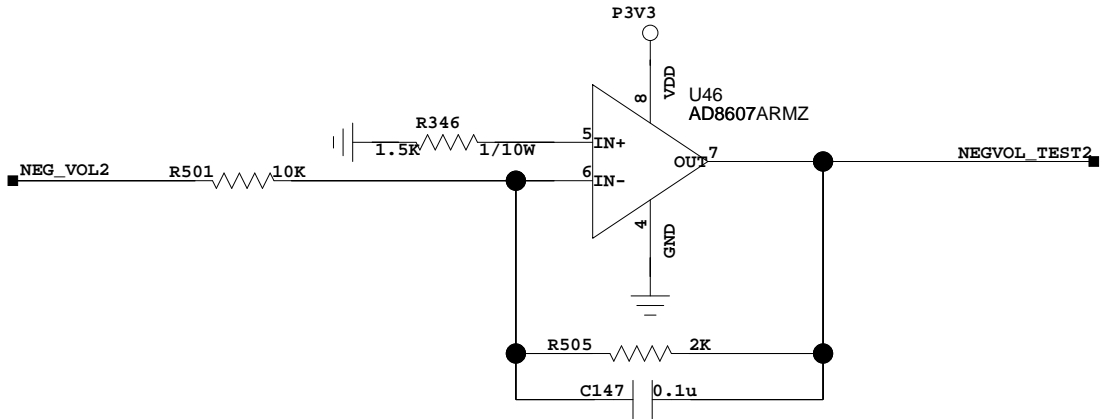 P3V3
8 VDD
U46
AD8607ARMZ
R346
1.5K 1/10W
5 IN+
NEG_VOL2
R501 10K
6 IN-
OUT 7
NEGVOL_TEST2
4 GND
R505 2K
C147 0.1u